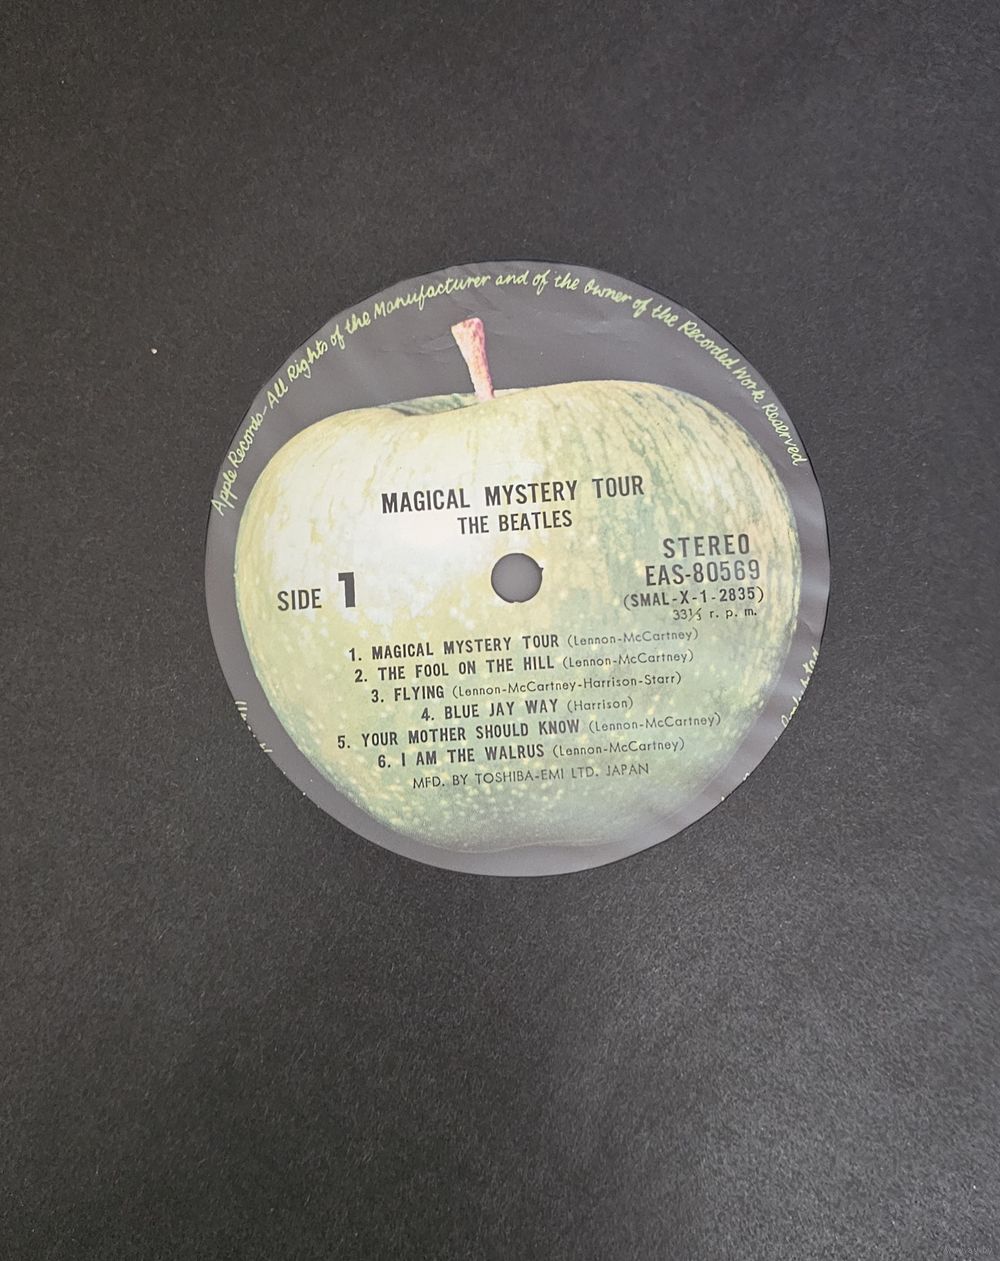 Apple Records-All Rights of the Manufacturer and of the Owner of the Recorded Work Reserved
MAGICAL MYSTERY TOUR
THE BEATLES
STEREO
EAS-80569
(SMAL-X-1-2835)
33⅓ r. p. m.
SIDE 1
1. MAGICAL MYSTERY TOUR (Lennon-McCartney)
2. THE FOOL ON THE HILL (Lennon-McCartney)
3. FLYING (Lennon-McCartney-Harrison-Starr)
4. BLUE JAY WAY (Harrison)
5. YOUR MOTHER SHOULD KNOW (Lennon-McCartney)
6. I AM THE WALRUS (Lennon-McCartney)
MFD. BY TOSHIBA-EMI LTD. JAPAN